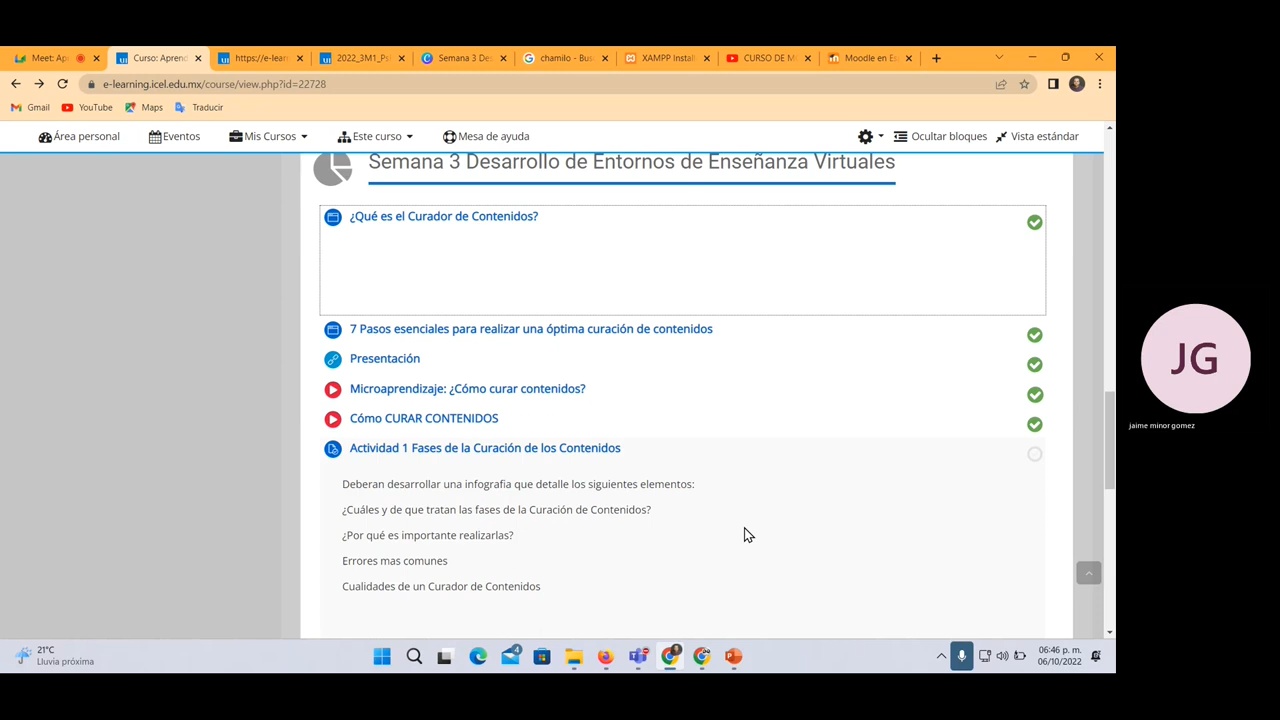 Meet: Ap
Curso: Apren
https://e-lear
2022_3M1_Ps
Semana 3 De
chamilo - Bus
XAMPP Instal
CURSO DE M
Moodle en E
e-learning.icel.edu.mx/course/view.php?id=22728
Gmail
YouTube
Maps
Traducir
Área personal
Eventos
Mis Cursos
Este curso
Mesa de ayuda
Ocultar bloques
Vista estándar
Semana 3 Desarrollo de Entornos de Enseñanza Virtuales
¿Qué es el Curador de Contenidos?
7 Pasos esenciales para realizar una óptima curación de contenidos
Presentación
Microaprendizaje: ¿Cómo curar contenidos?
Cómo CURAR CONTENIDOS
Actividad 1 Fases de la Curación de los Contenidos
Deberan desarrollar una infografia que detalle los siguientes elementos:
¿Cuáles y de que tratan las fases de la Curación de Contenidos?
¿Por qué es importante realizarlas?
Errores mas comunes
Cualidades de un Curador de Contenidos
JG
jaime minor gomez
21°C
Lluvia próxima
4
06:46 p. m.
06/10/2022